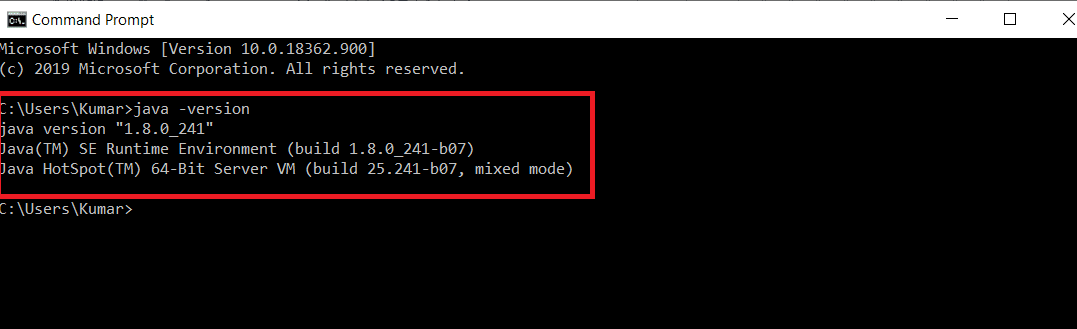 Command Prompt
Microsoft Windows [Version 10.0.18362.900]
(c) 2019 Microsoft Corporation. All rights reserved.
C:\Users\Kumar>java -version
java version "1.8.0_241"
Java(TM) SE Runtime Environment (build 1.8.0_241-b07)
Java HotSpot(TM) 64-Bit Server VM (build 25.241-b07, mixed mode)
C:\Users\Kumar>